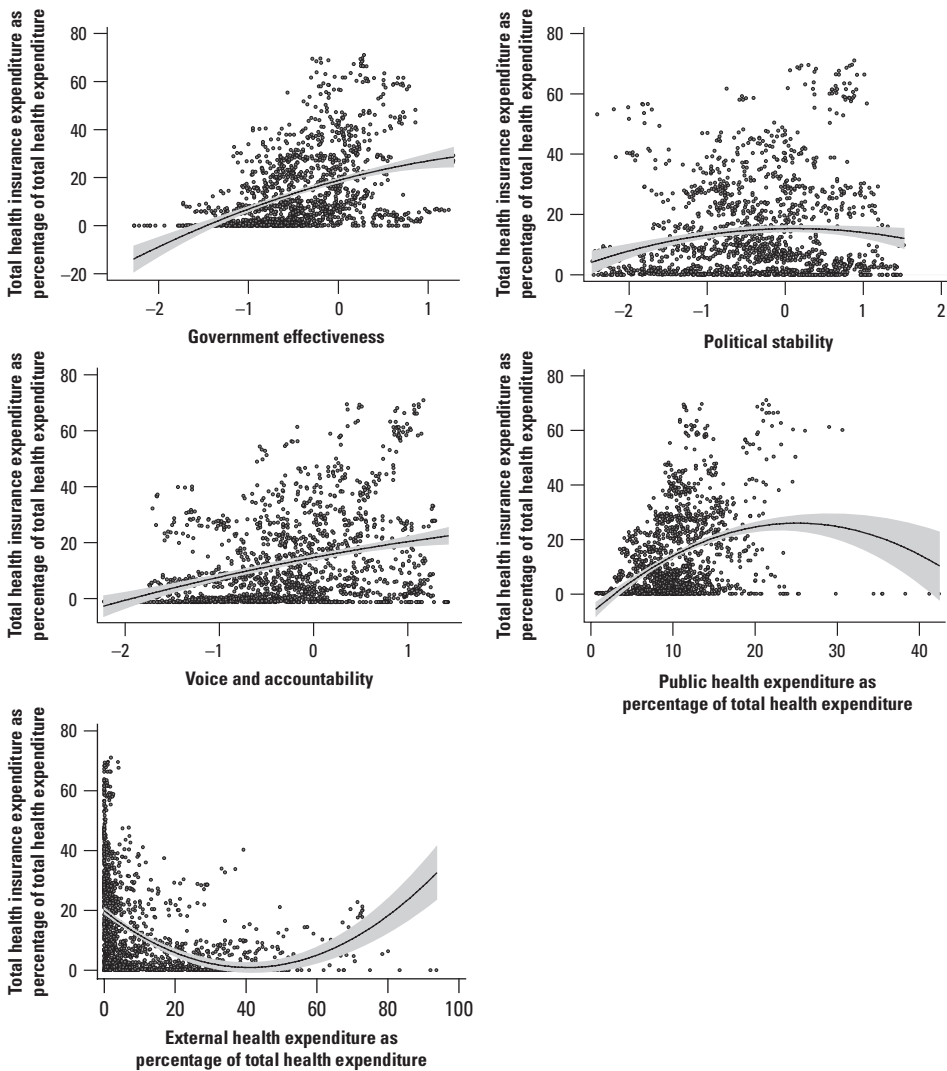 Total health insurance expenditure as
percentage of total health expenditure
80
60
40
20
0
–20
–2
–1
0
1
Government effectiveness
Total health insurance expenditure as
percentage of total health expenditure
80
60
40
20
0
–2
–1
0
1
2
Political stability
Total health insurance expenditure as
percentage of total health expenditure
80
60
40
20
0
–2
–1
0
1
Voice and accountability
Total health insurance expenditure as
percentage of total health expenditure
80
60
40
20
0
0
10
20
30
40
Public health expenditure as
percentage of total health expenditure
Total health insurance expenditure as
percentage of total health expenditure
80
60
40
20
0
0
20
40
60
80
100
External health expenditure as
percentage of total health expenditure